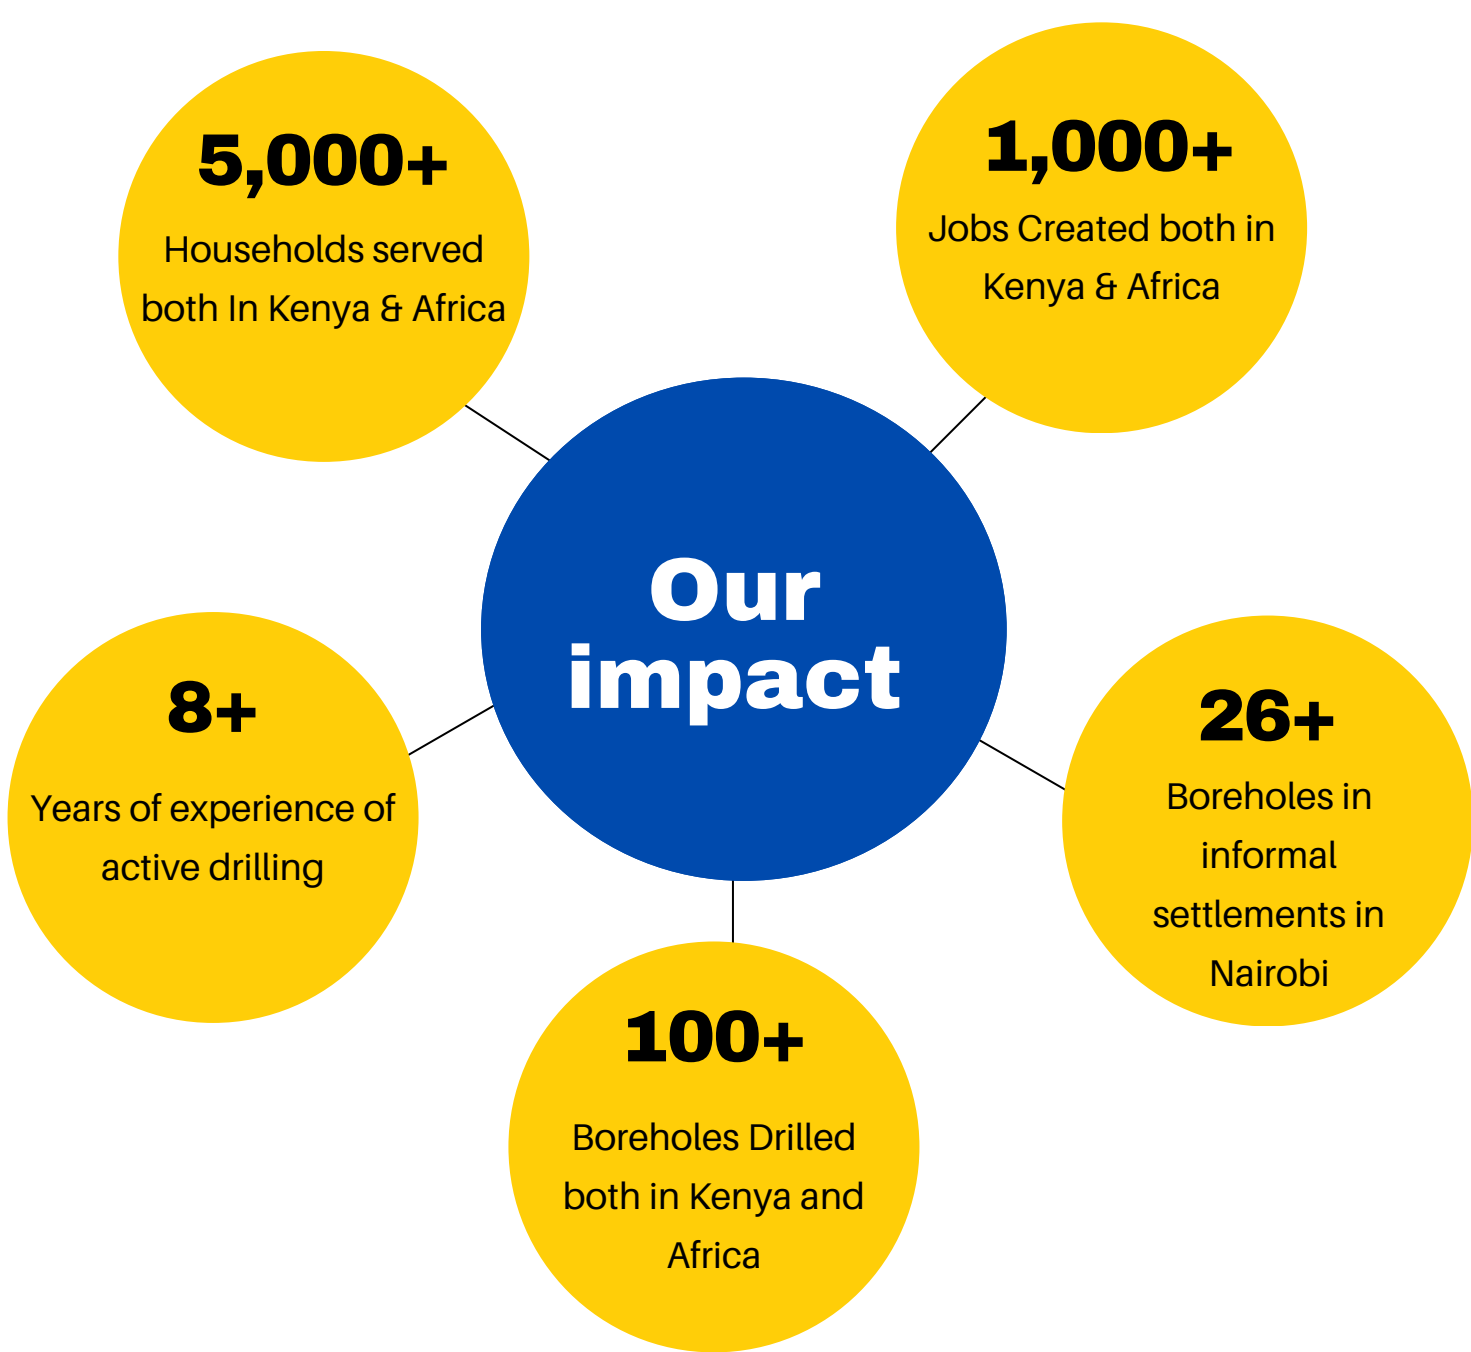 5,000+
Households served
both In Kenya & Africa
1,000+
Jobs Created both in
Kenya & Africa
Our
impact
8+
Years of experience of
active drilling
26+
Boreholes in
informal
settlements in
Nairobi
100+
Boreholes Drilled
both in Kenya and
Africa